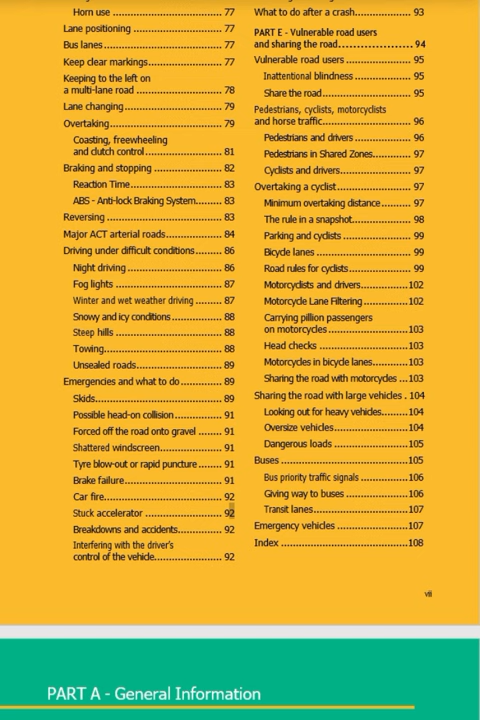 Horn use ................................ 77
Lane positioning ....................... 77
Bus lanes ................................ 77
Keep clear markings................... 77
Keeping to the left on
a multi-lane road ...................... 78
Lane changing........................... 79
Overtaking................................ 79
Coasting, freewheeling
and clutch control..................... 81
Braking and stopping ................. 82
Reaction Time........................... 83
ABS - Anti-lock Braking System....... 83
Reversing ................................ 83
Major ACT arterial roads.............. 84
Driving under difficult conditions......... 86
Night driving ............................ 86
Fog lights ................................ 87
Winter and wet weather driving ......... 87
Snowy and icy conditions ............. 88
Steep hills ............................... 88
Towing.................................... 88
Unsealed roads.......................... 89
Emergencies and what to do............. 89
Skids...................................... 89
Possible head-on collision ............ 91
Forced off the road onto gravel ....... 91
Shattered windscreen.................. 91
Tyre blow-out or rapid puncture ....... 91
Brake failure............................. 91
Car fire................................... 92
Stuck accelerator ...................... 92
Breakdowns and accidents............ 92
Interfering with the driver's
control of the vehicle................... 92
What to do after a crash............... 93
PART E - Vulnerable road users
and sharing the road...................... 94
Vulnerable road users ................. 95
Inattentional blindness ............... 95
Share the road.......................... 95
Pedestrians, cyclists, motorcyclists
and horse traffic......................... 96
Pedestrians and drivers ............... 96
Pedestrians in Shared Zones.......... 97
Cyclists and drivers..................... 97
Overtaking a cyclist.................... 97
Minimum overtaking distance.......... 97
The rule in a snapshot................. 98
Parking and cyclists ................... 99
Bicycle lanes ............................ 99
Road rules for cyclists................. 99
Motorcyclists and drivers..............102
Motorcycle Lane Filtering .............102
Carrying pillion passengers
on motorcycles .........................103
Head checks ............................103
Motorcycles in bicycle lanes...........103
Sharing the road with motorcycles ...103
Sharing the road with large vehicles . 104
Looking out for heavy vehicles........104
Oversize vehicles.......................104
Dangerous loads .......................105
Buses ....................................105
Bus priority traffic signals .............106
Giving way to buses ...................106
Transit lanes.............................107
Emergency vehicles ...................107
Index .....................................108
vii
PART A - General Information